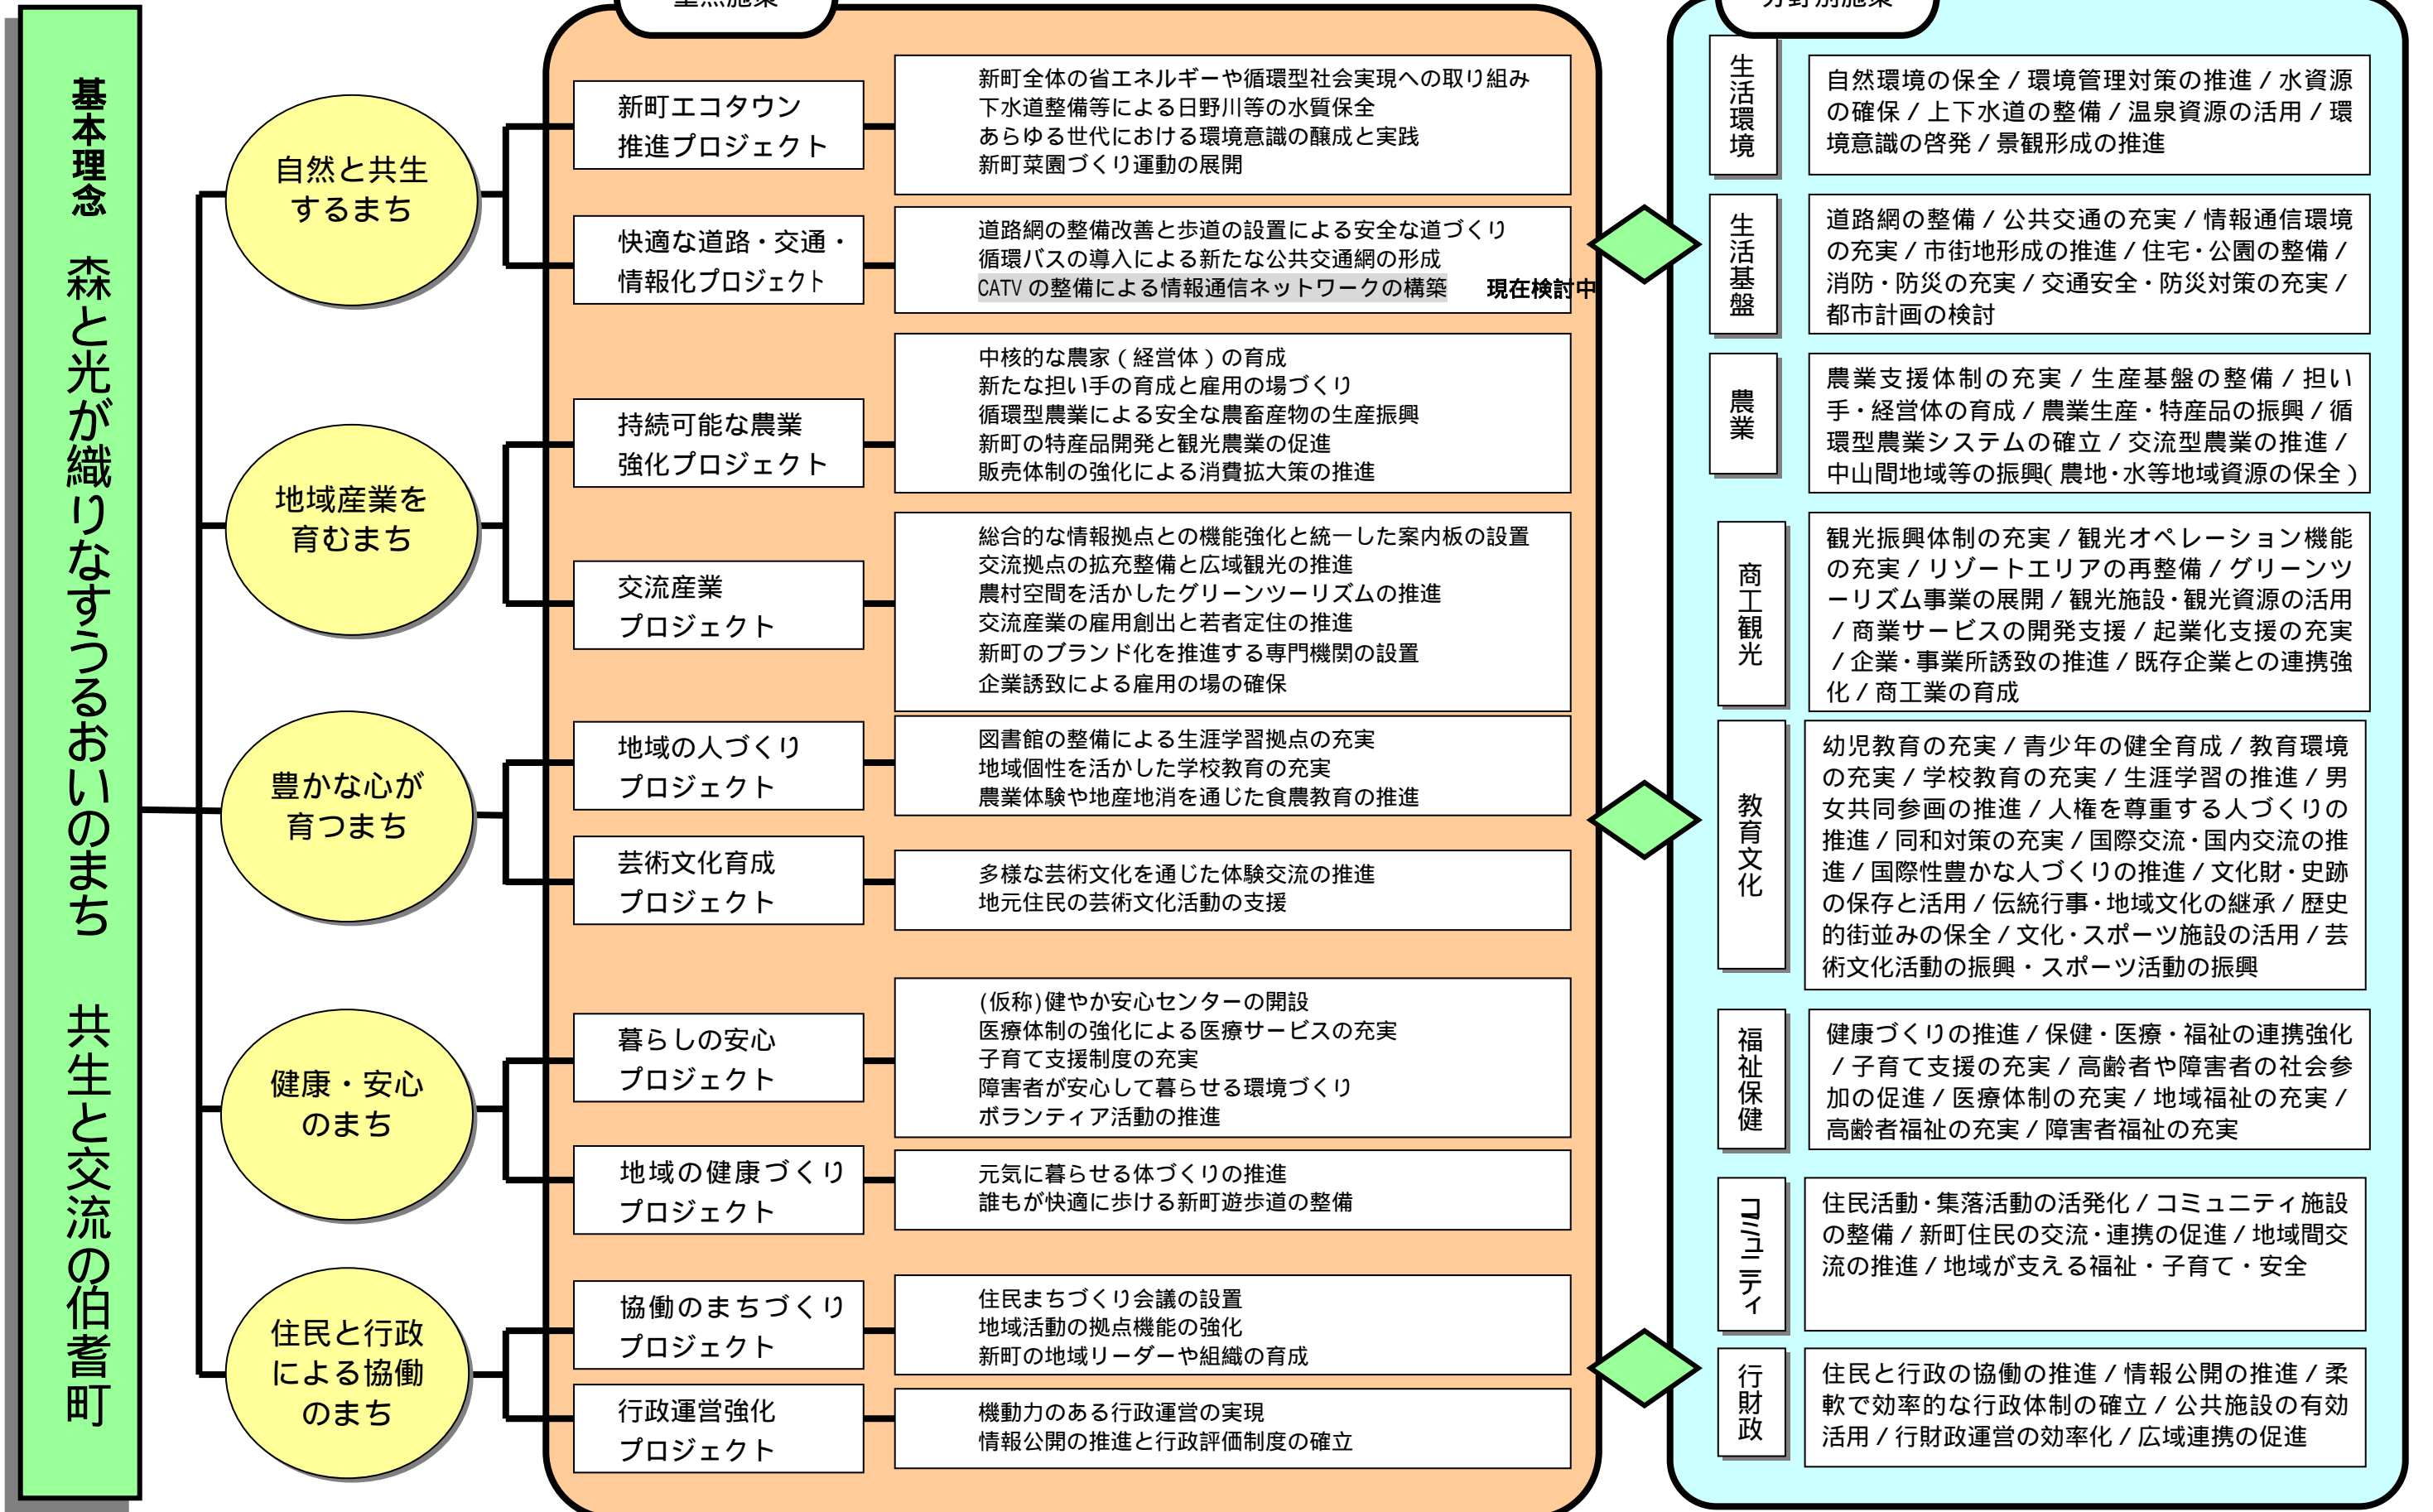 重点施策
分野別施策
基本理念　森と光が織りなすうるおいのまち　共生と交流の伯耆町
自然と共生
するまち
新町エコタウン
推進プロジェクト
新町全体の省エネルギーや循環型社会実現への取り組み
下水道整備等による日野川等の水質保全
あらゆる世代における環境意識の醸成と実践
新町菜園づくり運動の展開
快適な道路・交通・
情報化プロジェクト
道路網の整備改善と歩道の設置による安全な道づくり
循環バスの導入による新たな公共交通網の形成
CATVの整備による情報通信ネットワークの構築　現在検討中
地域産業を
育むまち
持続可能な農業
強化プロジェクト
中核的な農家(経営体)の育成
新たな担い手の育成と雇用の場づくり
循環型農業による安全な農畜産物の生産振興
新町の特産品開発と観光農業の促進
販売体制の強化による消費拡大策の推進
交流産業
プロジェクト
総合的な情報拠点との機能強化と統一した案内板の設置
交流拠点の拡充整備と広域観光の推進
農村空間を活かしたグリーンツーリズムの推進
交流産業の雇用創出と若者定住の推進
新町のブランド化を推進する専門機関の設置
企業誘致による雇用の場の確保
豊かな心が
育つまち
地域の人づくり
プロジェクト
図書館の整備による生涯学習拠点の充実
地域個性を活かした学校教育の充実
農業体験や地産地消を通じた食農教育の推進
芸術文化育成
プロジェクト
多様な芸術文化を通じた体験交流の推進
地元住民の芸術文化活動の支援
健康・安心
のまち
暮らしの安心
プロジェクト
(仮称)健やか安心センターの開設
医療体制の強化による医療サービスの充実
子育て支援制度の充実
障害者が安心して暮らせる環境づくり
ボランティア活動の推進
地域の健康づくり
プロジェクト
元気に暮らせる体づくりの推進
誰もが快適に歩ける新町遊歩道の整備
住民と行政
による協働
のまち
協働のまちづくり
プロジェクト
住民まちづくり会議の設置
地域活動の拠点機能の強化
新町の地域リーダーや組織の育成
行政運営強化
プロジェクト
機動力のある行政運営の実現
情報公開の推進と行政評価制度の確立
生活環境
自然環境の保全/環境管理対策の推進/水資源
の確保/上下水道の整備/温泉資源の活用/環
境意識の啓発/景観形成の推進
生活基盤
道路網の整備/公共交通の充実/情報通信環境
の充実/市街地形成の推進/住宅・公園の整備/
消防・防災の充実/交通安全・防災対策の充実/
都市計画の検討
農業
農業支援体制の充実/生産基盤の整備/担い
手・経営体の育成/農業生産・特産品の振興/循
環型農業システムの確立/交流型農業の推進/
中山間地域等の振興(農地・水等地域資源の保全)
商工観光
観光振興体制の充実/観光オペレーション機能
の充実/リゾートエリアの再整備/グリーンツ
ーリズム事業の展開/観光施設・観光資源の活用
/商業サービスの開発支援/起業化支援の充実
/企業・事業所誘致の推進/既存企業との連携強
化/商工業の育成
教育文化
幼児教育の充実/青少年の健全育成/教育環境
の充実/学校教育の充実/生涯学習の推進/男
女共同参画の推進/人権を尊重する人づくりの
推進/同和対策の充実/国際交流・国内交流の推
進/国際性豊かな人づくりの推進/文化財・史跡
の保存と活用/伝統行事・地域文化の継承/歴史
的街並みの保全/文化・スポーツ施設の活用/芸
術文化活動の振興・スポーツ活動の振興
福祉保健
健康づくりの推進/保健・医療・福祉の連携強化
/子育て支援の充実/高齢者や障害者の社会参
加の促進/医療体制の充実/地域福祉の充実/
高齢者福祉の充実/障害者福祉の充実
コミュニティ
住民活動・集落活動の活発化/コミュニティ施設
の整備/新町住民の交流・連携の促進/地域間交
流の推進/地域が支える福祉・子育て・安全
行財政
住民と行政の協働の推進/情報公開の推進/柔
軟で効率的な行政体制の確立/公共施設の有効
活用/行財政運営の効率化/広域連携の促進